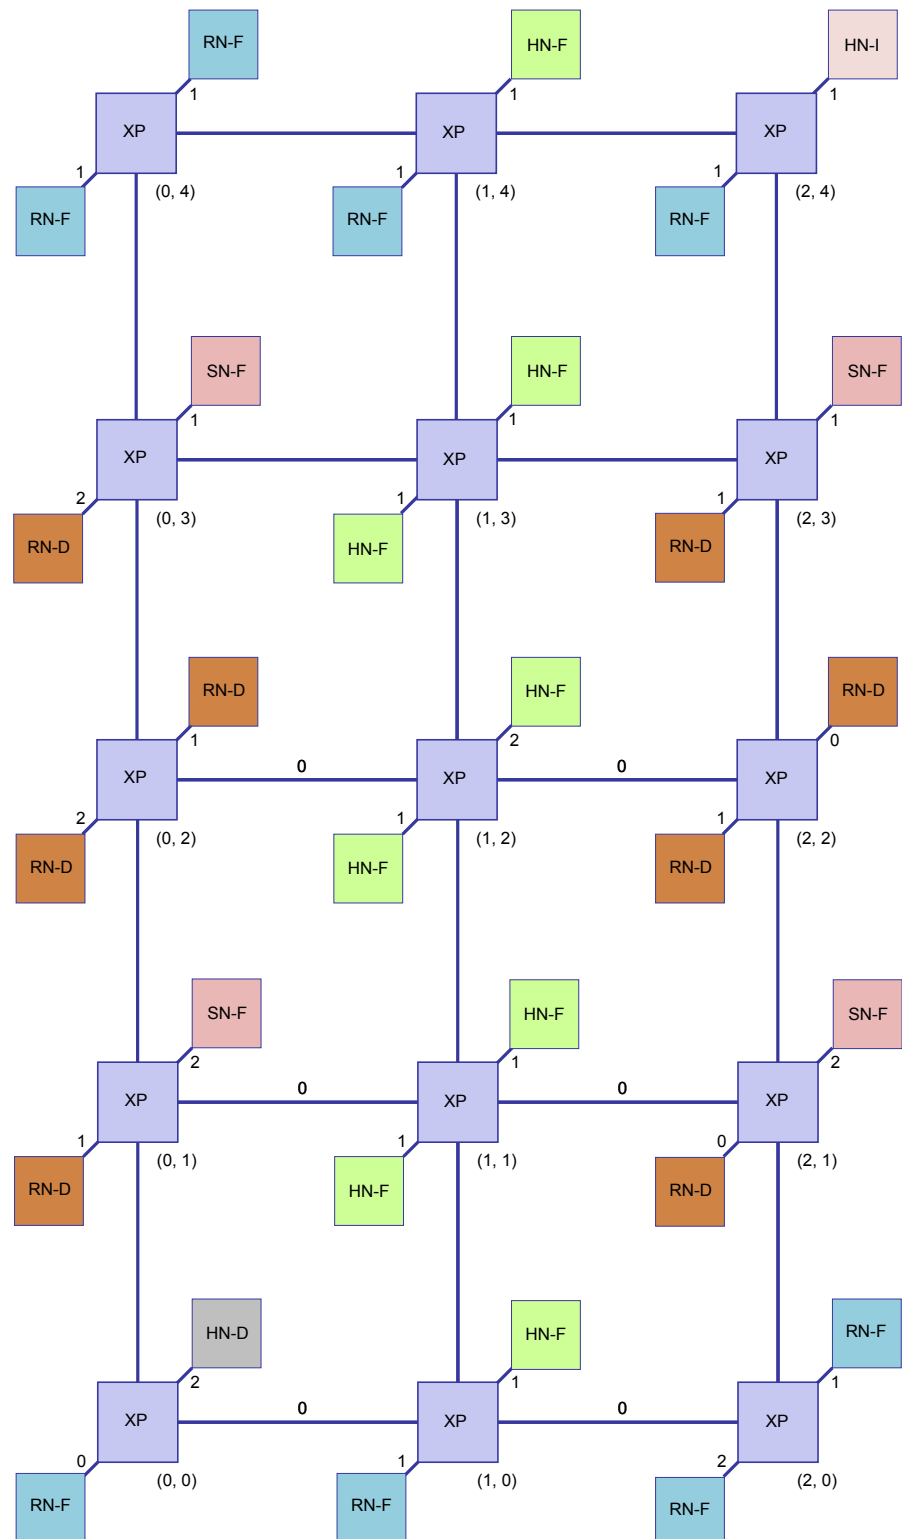 RN-F
HN-F
HN-I
1
1
1
XP
XP
XP
1
1
1
(0, 4)
(1, 4)
(2, 4)
RN-F
RN-F
RN-F
SN-F
HN-F
SN-F
1
1
1
XP
XP
XP
2
1
1
(0, 3)
(1, 3)
(2, 3)
RN-D
HN-F
RN-D
RN-D
HN-F
RN-D
1
2
0
XP
0
XP
0
XP
2
1
1
(0, 2)
(1, 2)
(2, 2)
RN-D
HN-F
RN-D
SN-F
HN-F
SN-F
2
1
2
XP
0
XP
0
XP
1
1
0
(0, 1)
(1, 1)
(2, 1)
RN-D
HN-F
RN-D
HN-D
HN-F
RN-F
2
1
1
XP
0
XP
0
XP
0
1
2
(0, 0)
(1, 0)
(2, 0)
RN-F
RN-F
RN-F